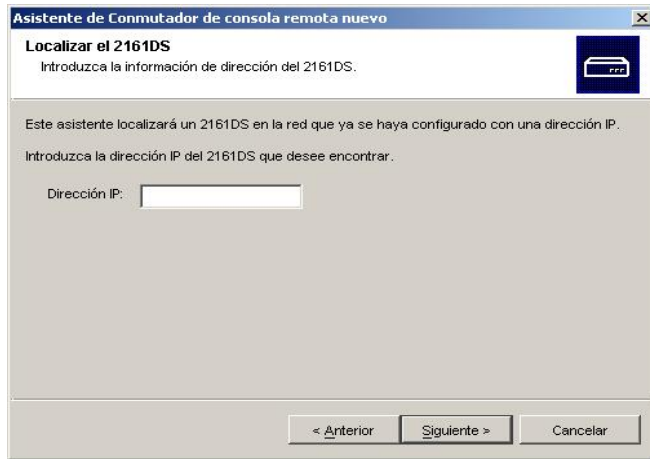 Asistente de Conmutador de consola remota nuevo
Localizar el 2161DS
Introduzca la información de dirección del 2161DS.
Este asistente localizará un 2161DS en la red que ya se haya configurado con una dirección IP.
Introduzca la dirección IP del 2161DS que desee encontrar.
Dirección IP:
< Anterior Siguiente > Cancelar